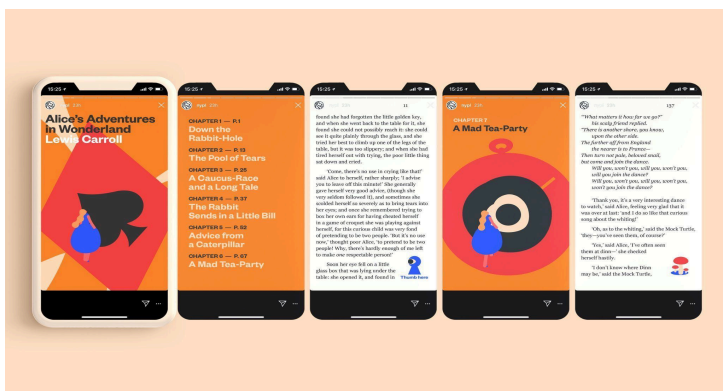 15:25
nypl 22h
Alice's Adventures
in Wonderland
Lewis Carroll
15:25
nypl 22h
CHAPTER 1 — P.1
Down the
Rabbit-Hole
CHAPTER 2 — P.13
The Pool of Tears
CHAPTER 3 — P.25
A Caucus-Race
and a Long Tale
CHAPTER 4 — P.37
The Rabbit
Sends in a Little Bill
CHAPTER 5 — P.52
Advice from
a Caterpillar
CHAPTER 6 — P.67
A Mad Tea-Party
15:25
11
found she had forgotten the little golden key,
and when she went back to the table for it, she
found she could not possibly reach it: she could
see it quite plainly through the glass, and she
tried her best to climb up one of the legs of the
table, but it was too slippery; and when she had
tired herself out with trying, the poor little thing
sat down and cried.
'Come, there's no use in crying like that!'
said Alice to herself, rather sharply; 'I advise
you to leave off this minute!' She generally
gave herself very good advice, (though she
very seldom followed it), and sometimes she
scolded herself so severely as to bring tears into
her eyes; and once she remembered trying to
box her own ears for having cheated herself
in a game of croquet she was playing against
herself, for this curious child was very fond
of pretending to be two people. 'But it's no use
now,' thought poor Alice, 'to pretend to be two
people! Why, there's hardly enough of me left
to make one respectable person!'
Soon her eye fell on a little
glass box that was lying under the
table: she opened it, and found in
Thumb here
15:25
nypl 22h
CHAPTER 7
A Mad Tea-Party
15:25
157
"What matters it how far we go?"
his scaly friend replied.
"There is another shore, you know,
upon the other side.
The further off from England
the nearer is to France—
Then turn not pale, beloved snail,
but come and join the dance.
Will you, won't you, will you, won't you,
will you join the dance?
Will you, won't you, will you, won't you,
won't you join the dance?
'Thank you, it's a very interesting dance
to watch,' said Alice, feeling very glad that it
was over at last: 'and I do so like that curious
song about the whiting!'
'Oh, as to the whiting,' said the Mock Turtle,
'they—you've seen them, of course?'
'Yes,' said Alice, 'I've often seen
them at dinn—' she checked
herself hastily.
'I don't know where Dinn
may be,' said the Mock Turtle,